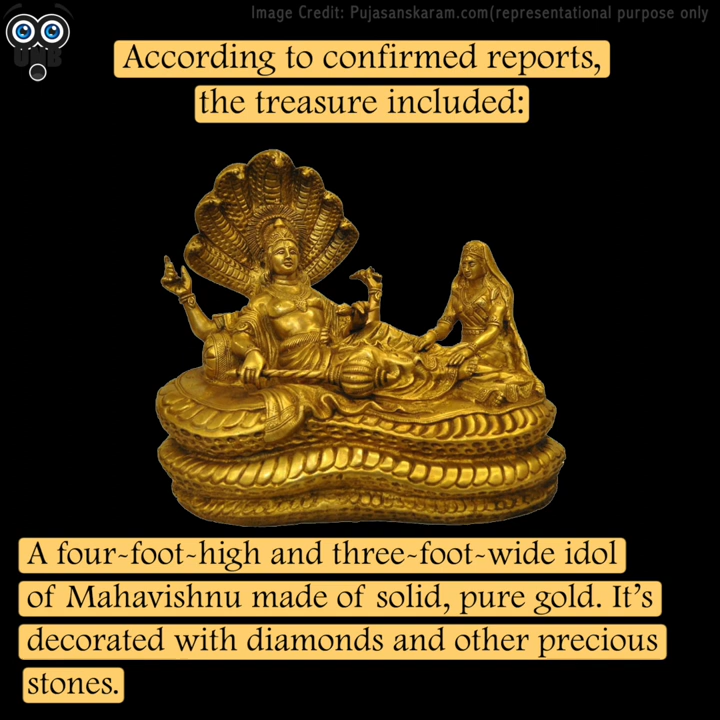 Image Credit: Pujasanskaram.com(representational purpose only
According to confirmed reports,
the treasure included:
A four-foot-high and three-foot-wide idol
of Mahavishnu made of solid, pure gold. It's
decorated with diamonds and other precious
stones.